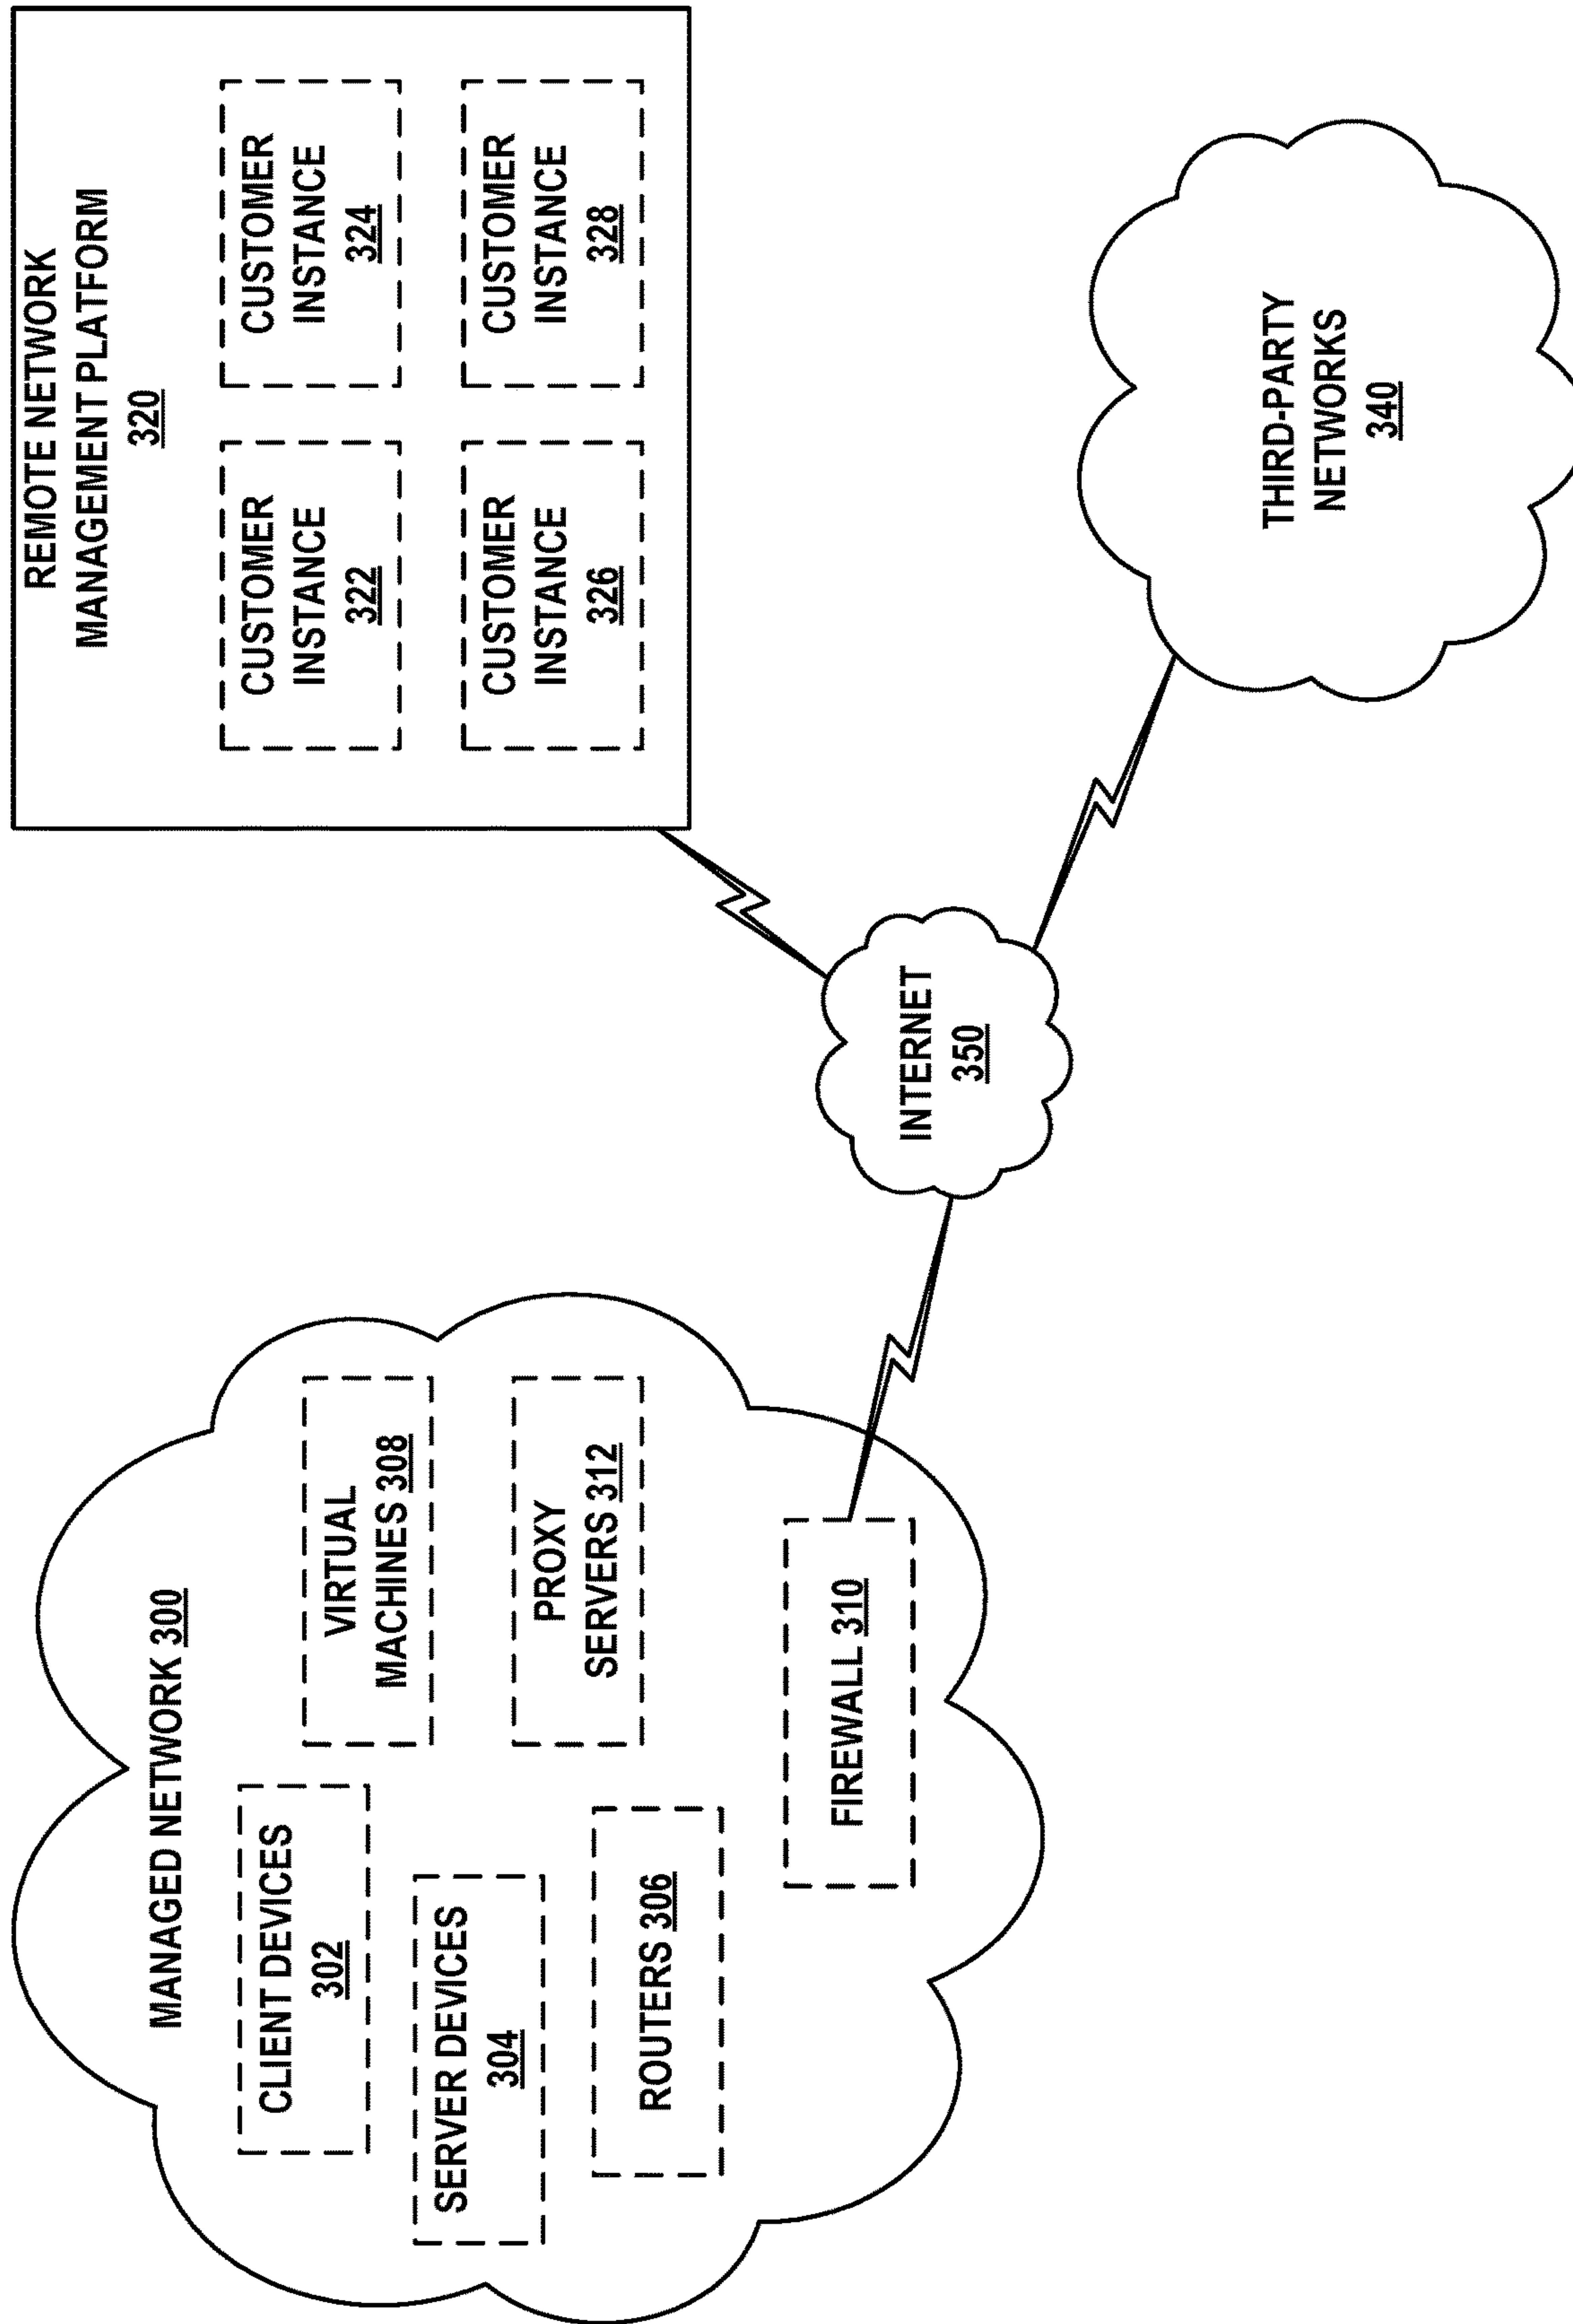 MANAGED NETWORK 300
CLIENT DEVICES
302
SERVER DEVICES
304
ROUTERS 306
VIRTUAL
MACHINES 308
PROXY
SERVERS 312
FIREWALL 310
INTERNET
350
REMOTE NETWORK
MANAGEMENT PLATFORM
320
CUSTOMER
INSTANCE
322
CUSTOMER
INSTANCE
324
CUSTOMER
INSTANCE
326
CUSTOMER
INSTANCE
328
THIRD-PARTY
NETWORKS
340